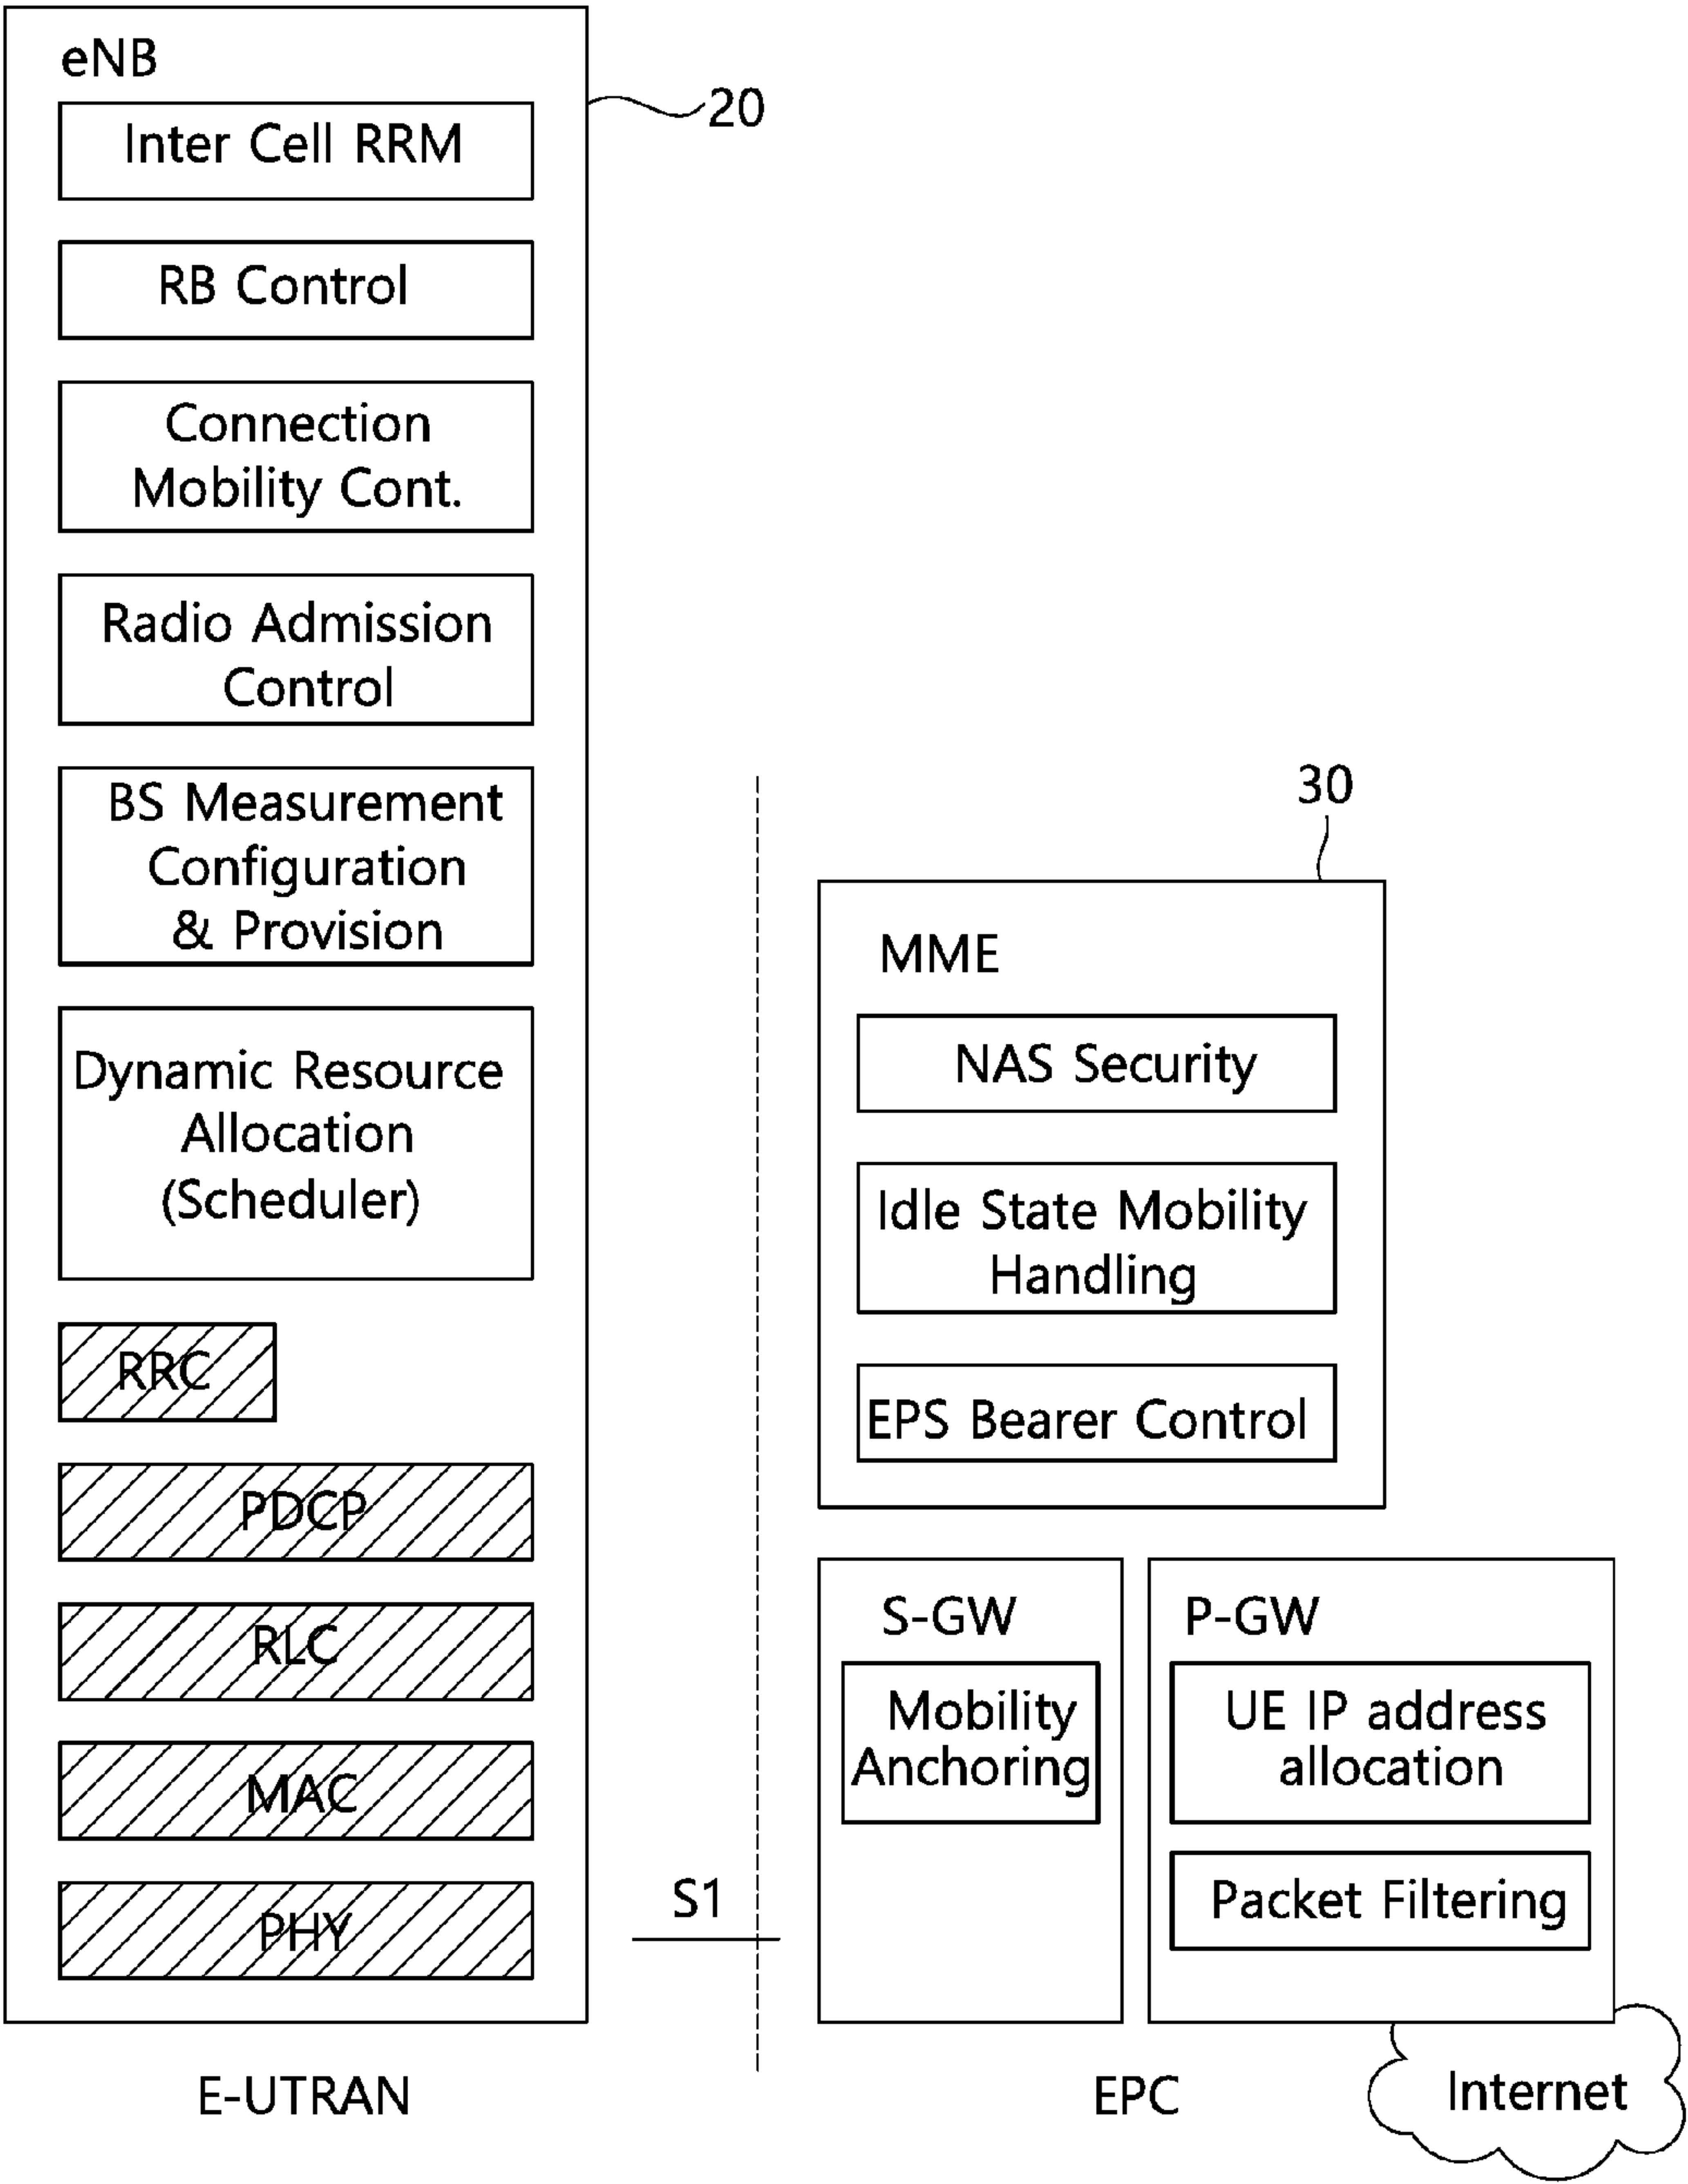 eNB
20
Inter Cell RRM
RB Control
Connection
Mobility Cont.
Radio Admission
Control
BS Measurement
Configuration
& Provision
Dynamic Resource
Allocation
(Scheduler)
RRC
PDCP
RLC
MAC
PHY
E-UTRAN
S1
30
MME
NAS Security
Idle State Mobility
Handling
EPS Bearer Control
S-GW
Mobility
Anchoring
P-GW
UE IP address
allocation
Packet Filtering
EPC
Internet